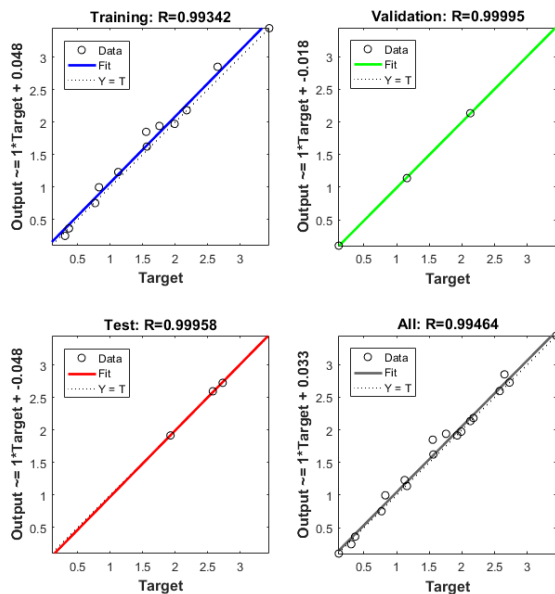 Training: R=0.99342
Output ~= 1*Target + 0.048
Data
Fit
Y = T
3
2.5
2
1.5
1
0.5
0.5 1 1.5 2 2.5 3
Target
Validation: R=0.99995
Output ~= 1*Target + -0.018
Data
Fit
Y = T
3
2.5
2
1.5
1
0.5
0.5 1 1.5 2 2.5 3
Target
Test: R=0.99958
Output ~= 1*Target + -0.048
Data
Fit
Y = T
3
2.5
2
1.5
1
0.5
0.5 1 1.5 2 2.5 3
Target
All: R=0.99464
Output ~= 1*Target + 0.033
Data
Fit
Y = T
3
2.5
2
1.5
1
0.5
0.5 1 1.5 2 2.5 3
Target